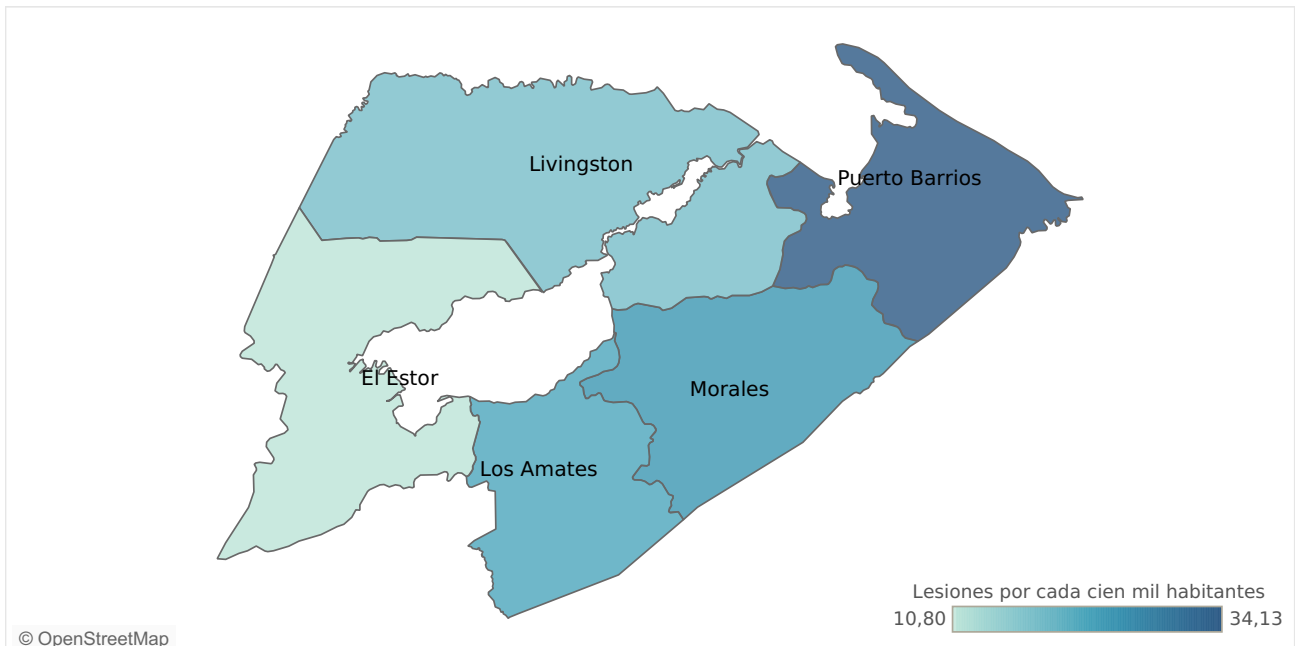 Livingston
Puerto Barrios
El Estor
Morales
Los Amates
Lesiones por cada cien mil habitantes
10,80 34,13
© OpenStreetMap